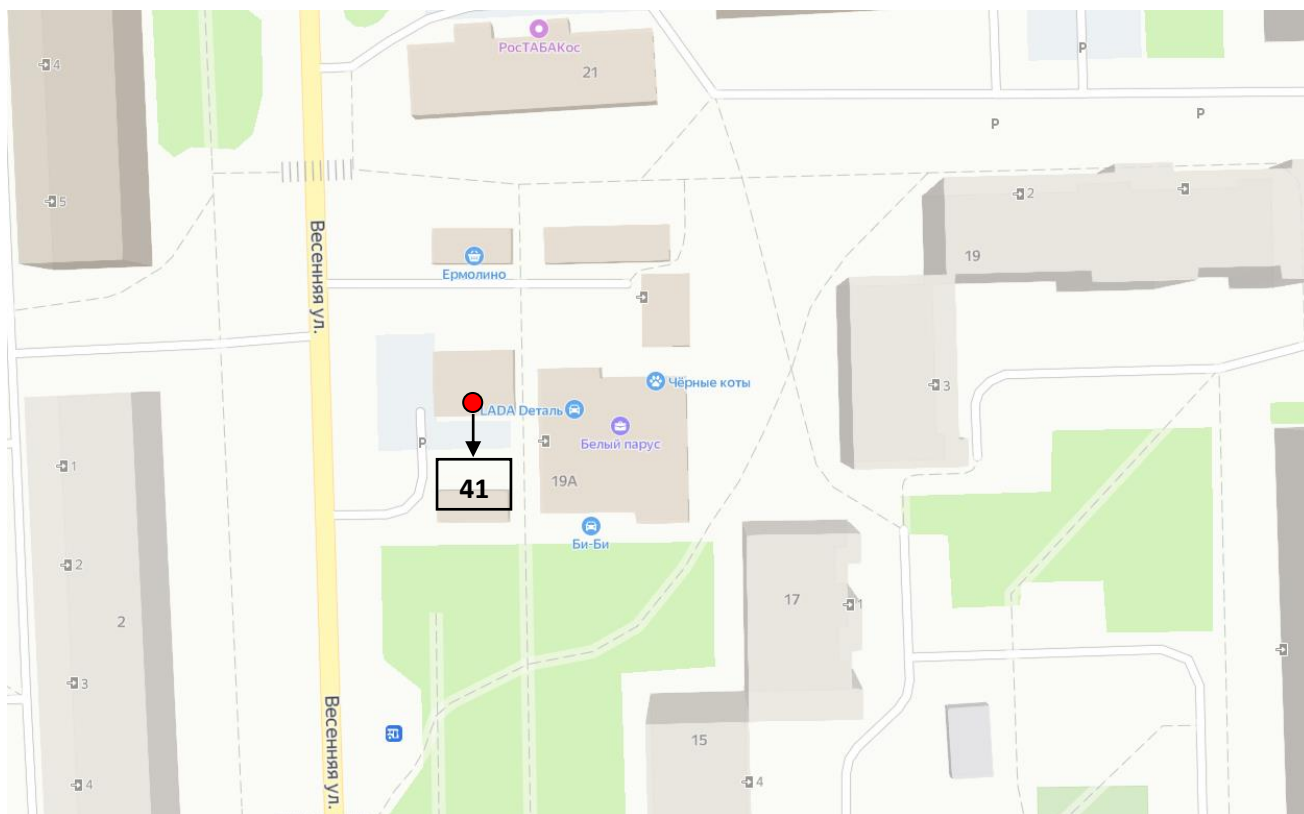 РосТАБАКос
21
4
P
P
P
5
2
Весенняя ул.
19
Ермолино
Чёрные коты
3
LADA Деталь
Белый парус
P
1
41
19А
Би-Би
2
17
1
2
3
Весенняя ул.
15
4
4